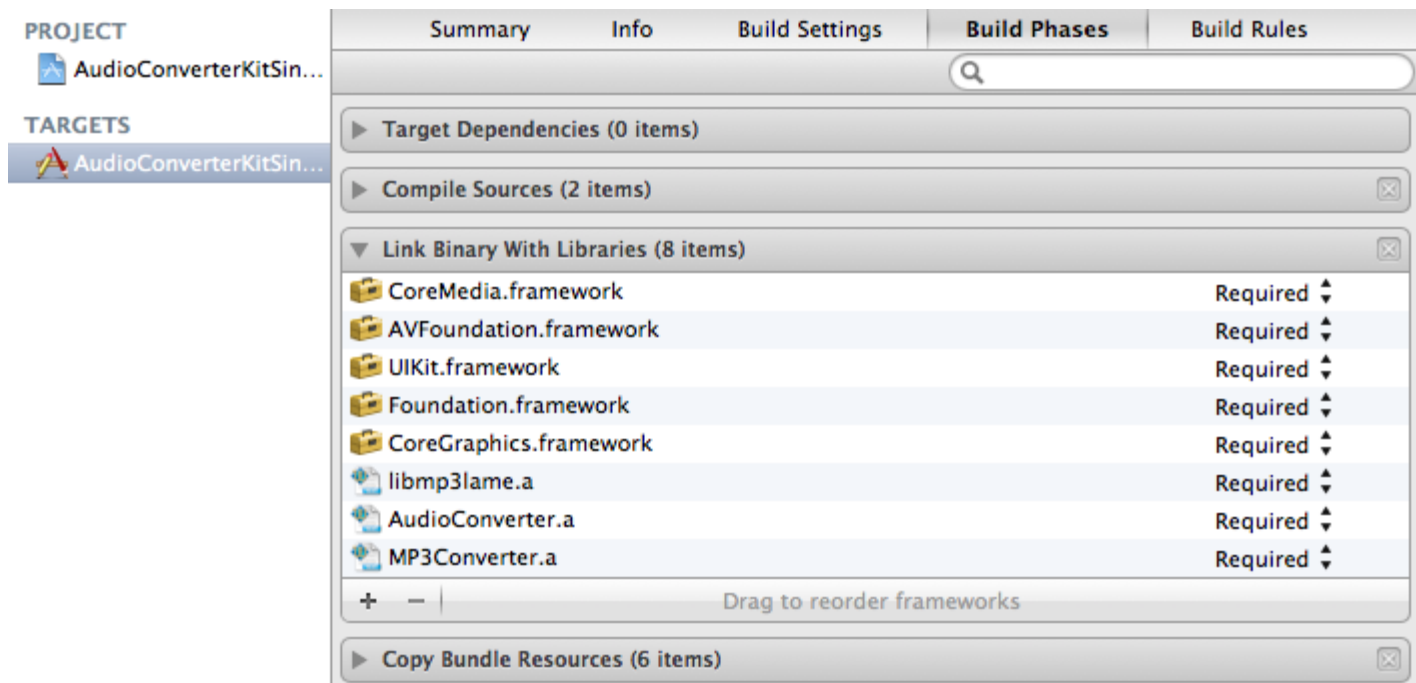 PROJECT
AudioConverterKitSin...
TARGETS
AudioConverterKitSin...
Summary Info Build Settings Build Phases Build Rules
Target Dependencies (0 items)
Compile Sources (2 items)
Link Binary With Libraries (8 items)
CoreMedia.framework Required
AVFoundation.framework Required
UIKit.framework Required
Foundation.framework Required
CoreGraphics.framework Required
libmp3lame.a Required
AudioConverter.a Required
MP3Converter.a Required
+ − Drag to reorder frameworks
Copy Bundle Resources (6 items)